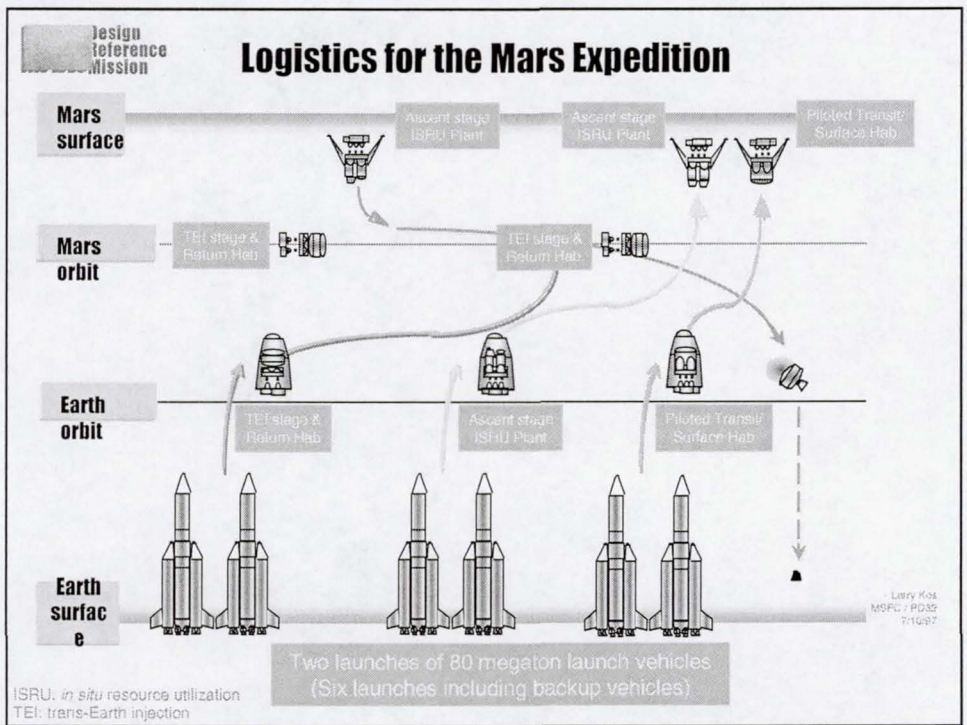 Design
Reference
Mission
Logistics for the Mars Expedition
Mars
surface
Ascent stage
ISRU Plant
Ascent stage
ISRU Plant
Piloted Transit/
Surface Hab
Mars
orbit
TEI stage &
Return Hab
TEI stage &
Return Hab
Earth
orbit
TEI stage &
Return Hab
Ascent stage
ISRU Plant
Piloted Transit/
Surface Hab
Earth
surfac
e
Larry Kos
MSFC / PD32
7/10/97
Two launches of 80 megaton launch vehicles
(Six launches including backup vehicles)
ISRU: in situ resource utilization
TEI: trans-Earth injection